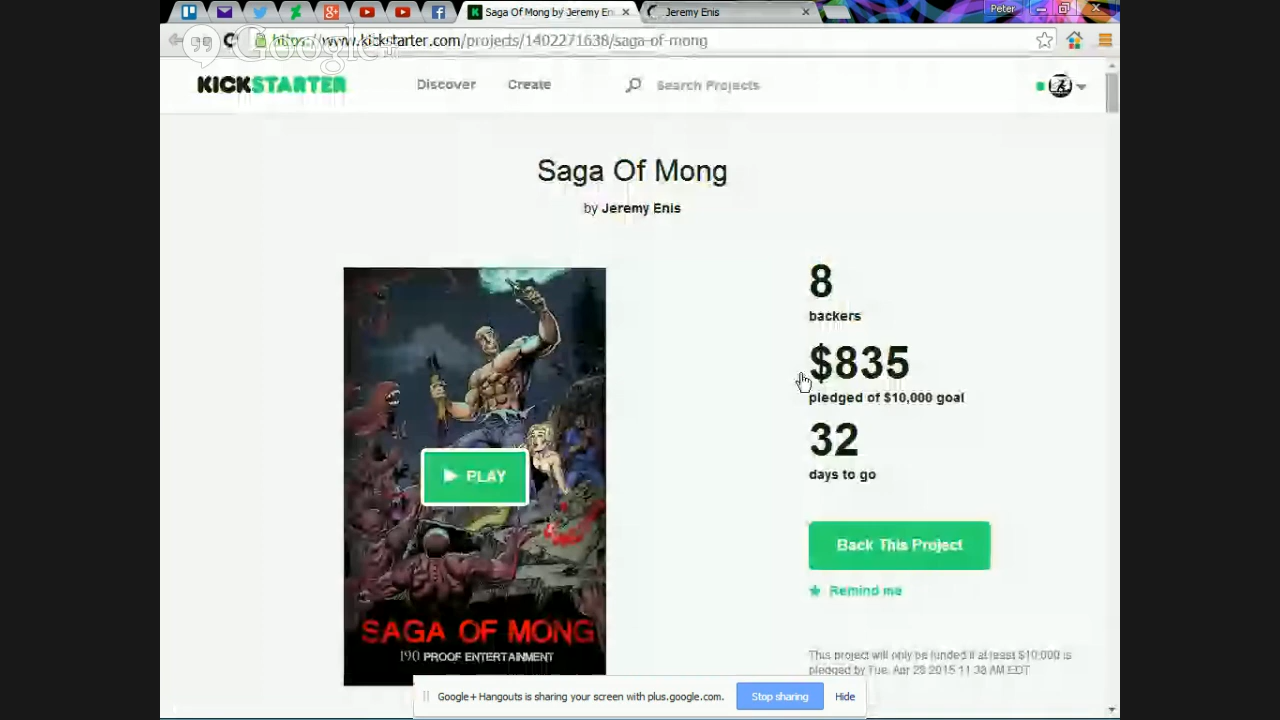 Saga Of Mong by Jeremy En
Jeremy Enis
Peter
https://www.kickstarter.com/projects/1402271638/saga-of-mong
Google+
KICKSTARTER
Discover
Create
Search Projects
Saga Of Mong
by Jeremy Enis
8
backers
$835
pledged of $10,000 goal
32
days to go
PLAY
Back This Project
Remind me
SAGA OF MONG
190 PROOF ENTERTAINMENT
This project will only be funded if at least $10,000 is
pledged by Tue, Apr 28 2015 11:38 AM EDT
Google+ Hangouts is sharing your screen with plus.google.com.
Stop sharing
Hide